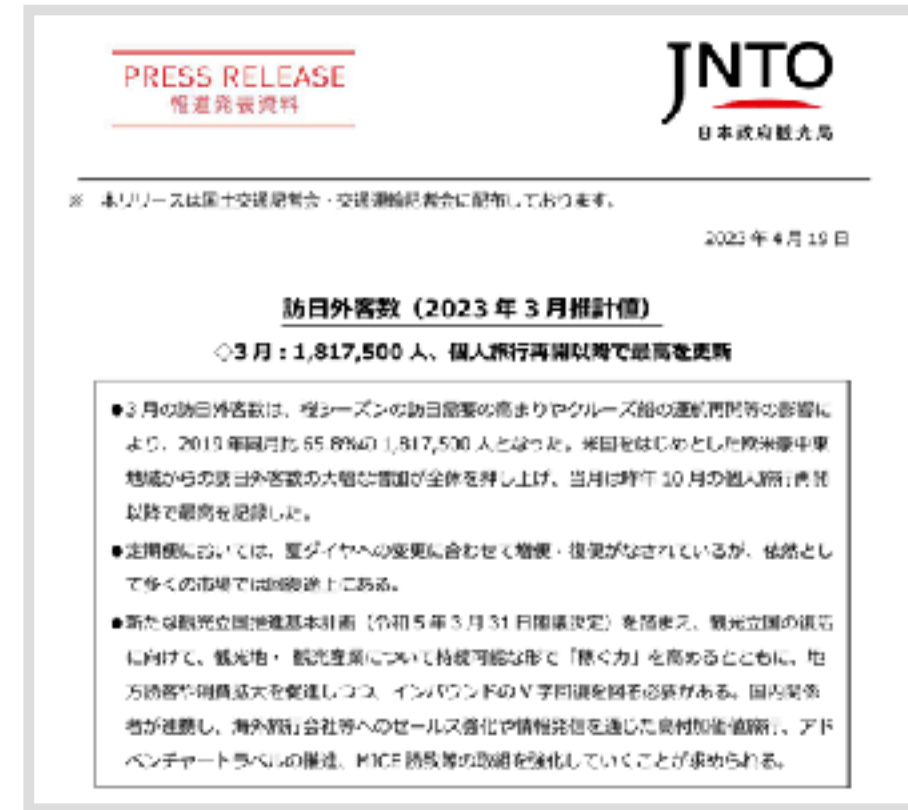 PRESS RELEASE
報道発表資料
JNTO
日本政府観光局
※ 本リリースは国土交通記者会・交通運輸記者会に配布しております。
2023 年 4 月 19 日
訪日外客数（2023 年 3 月推計値）
◇3 月：1,817,500 人、個人旅行再開以降で最高を更新
●3 月の訪日外客数は、桜シーズンの訪日需要の高まりやクルーズ船の運航再開等の影響に
より、2019 年同月比 65.8%の 1,817,500 人となった。米国をはじめとした欧米豪中東
地域からの訪日外客数の大幅な増加が全体を押し上げ、当月は昨年 10 月の個人旅行再開
以降で最高を記録した。
●定期便においては、夏ダイヤへの変更に合わせて増便・復便がなされているが、依然とし
て多くの市場では回復途上にある。
●新たな観光立国推進基本計画（令和 5 年 3 月 31 日閣議決定）を踏まえ、観光立国の復活
に向けて、観光地・ 観光産業について持続可能な形で「稼ぐ力」を高めるとともに、地
方誘客や消費拡大を促進しつつ、インバウンドの V 字回復を図る必要がある。国内関係
者が連携し、海外旅行会社等へのセールス強化や情報発信を通じた高付加価値旅行、アド
ベンチャートラベルの推進、MICE 誘致等の取組を強化していくことが求められる。